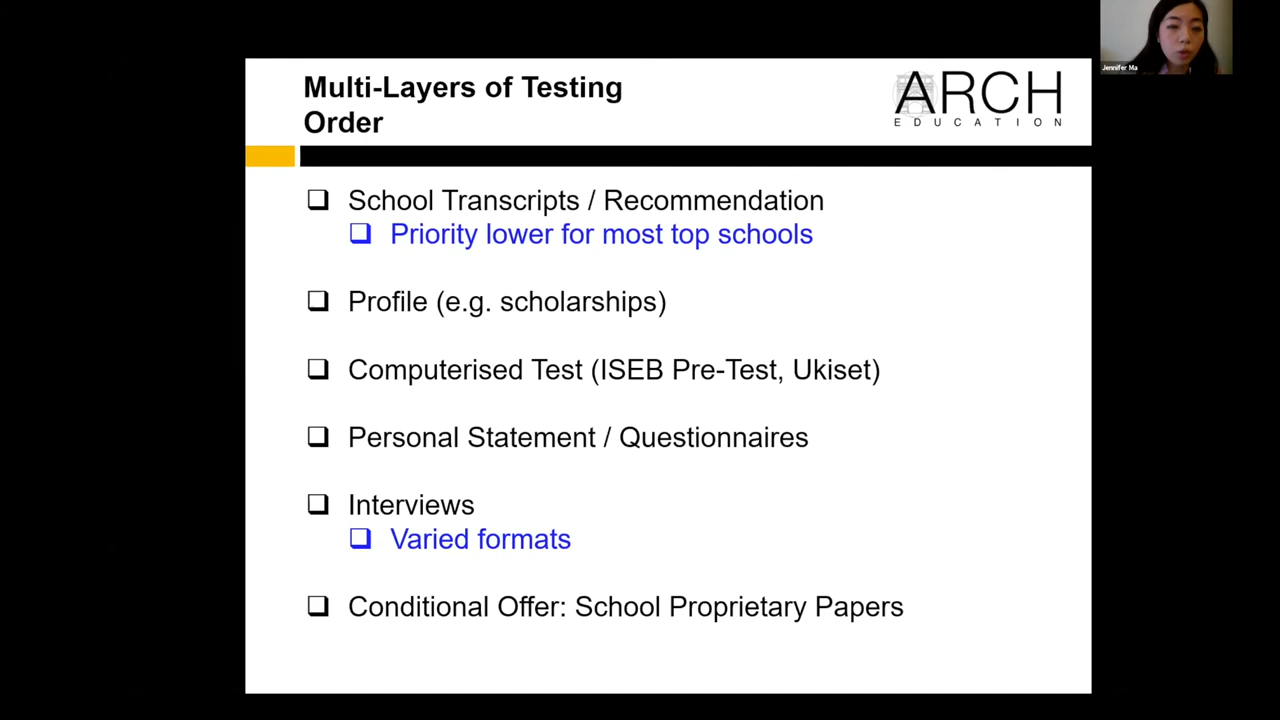 Multi-Layers of Testing
Order
ARCH
EDUCATION
Jennifer Ma
School Transcripts / Recommendation
Priority lower for most top schools
Profile (e.g. scholarships)
Computerised Test (ISEB Pre-Test, Ukiset)
Personal Statement / Questionnaires
Interviews
Varied formats
Conditional Offer: School Proprietary Papers